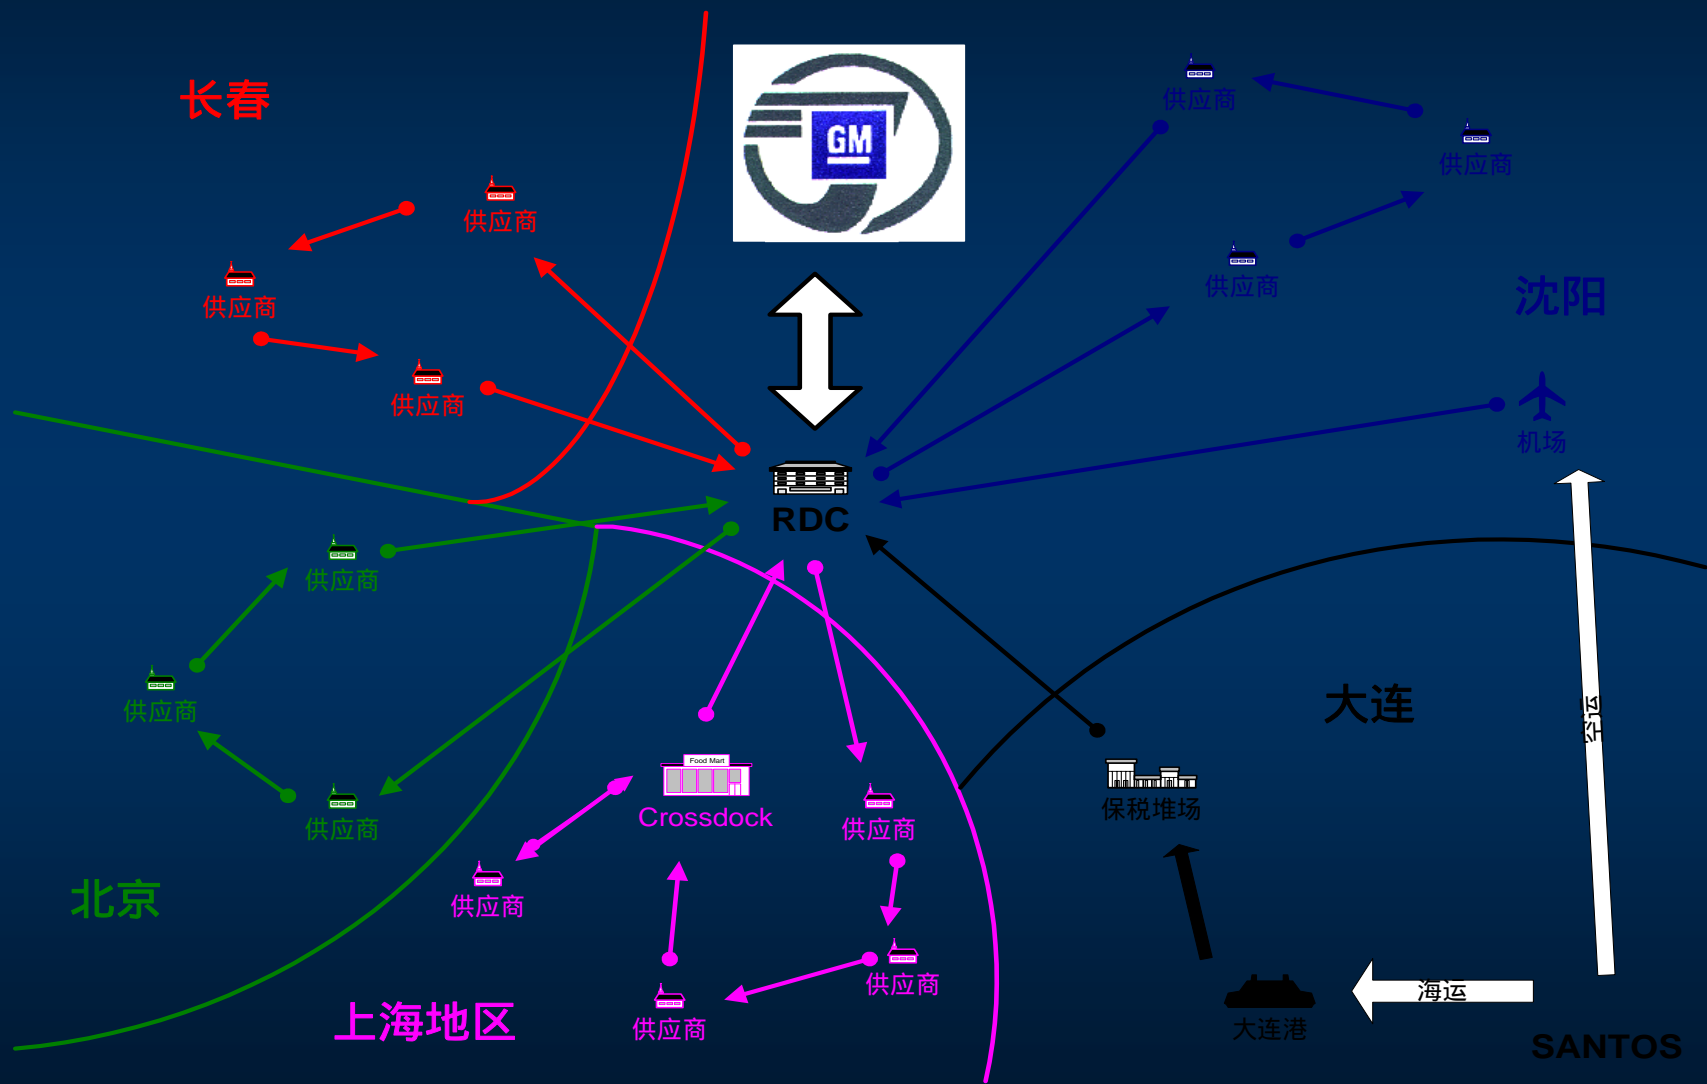 长春
GM
供应商
供应商
沈阳
供应商
供应商
供应商
供应商
机场
RDC
供应商
供应商
供应商
北京
上海地区
Food Mart
Crossdock
供应商
供应商
供应商
供应商
大连
保税堆场
空运
海运
大连港
SANTOS